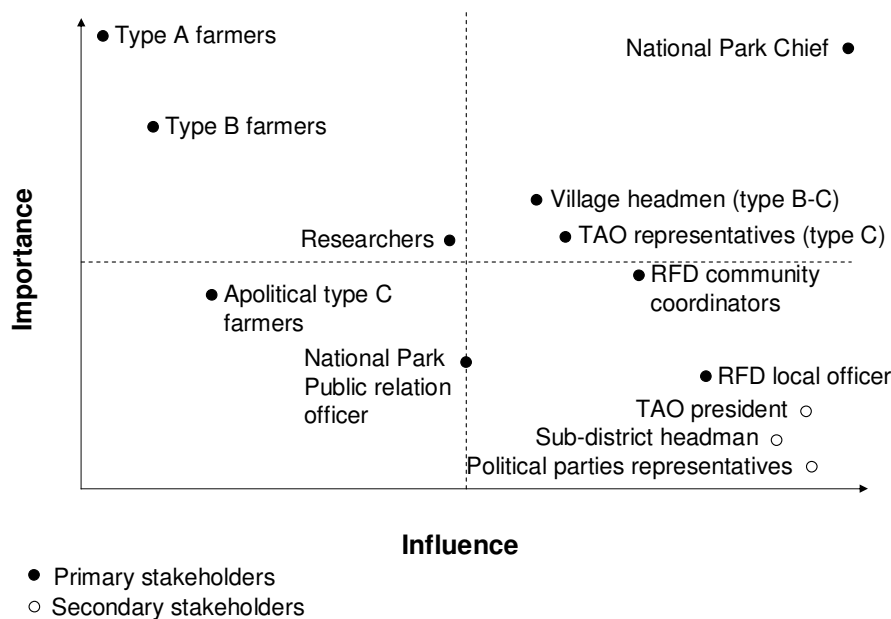 Type A farmers
National Park Chief
Type B farmers
Village headmen (type B-C)
Researchers
TAO representatives (type C)
Apolitical type C
farmers
RFD community
coordinators
National Park
Public relation
officer
RFD local officer
TAO president
Sub-district headman
Political parties representatives
Importance
Influence
Primary stakeholders
Secondary stakeholders